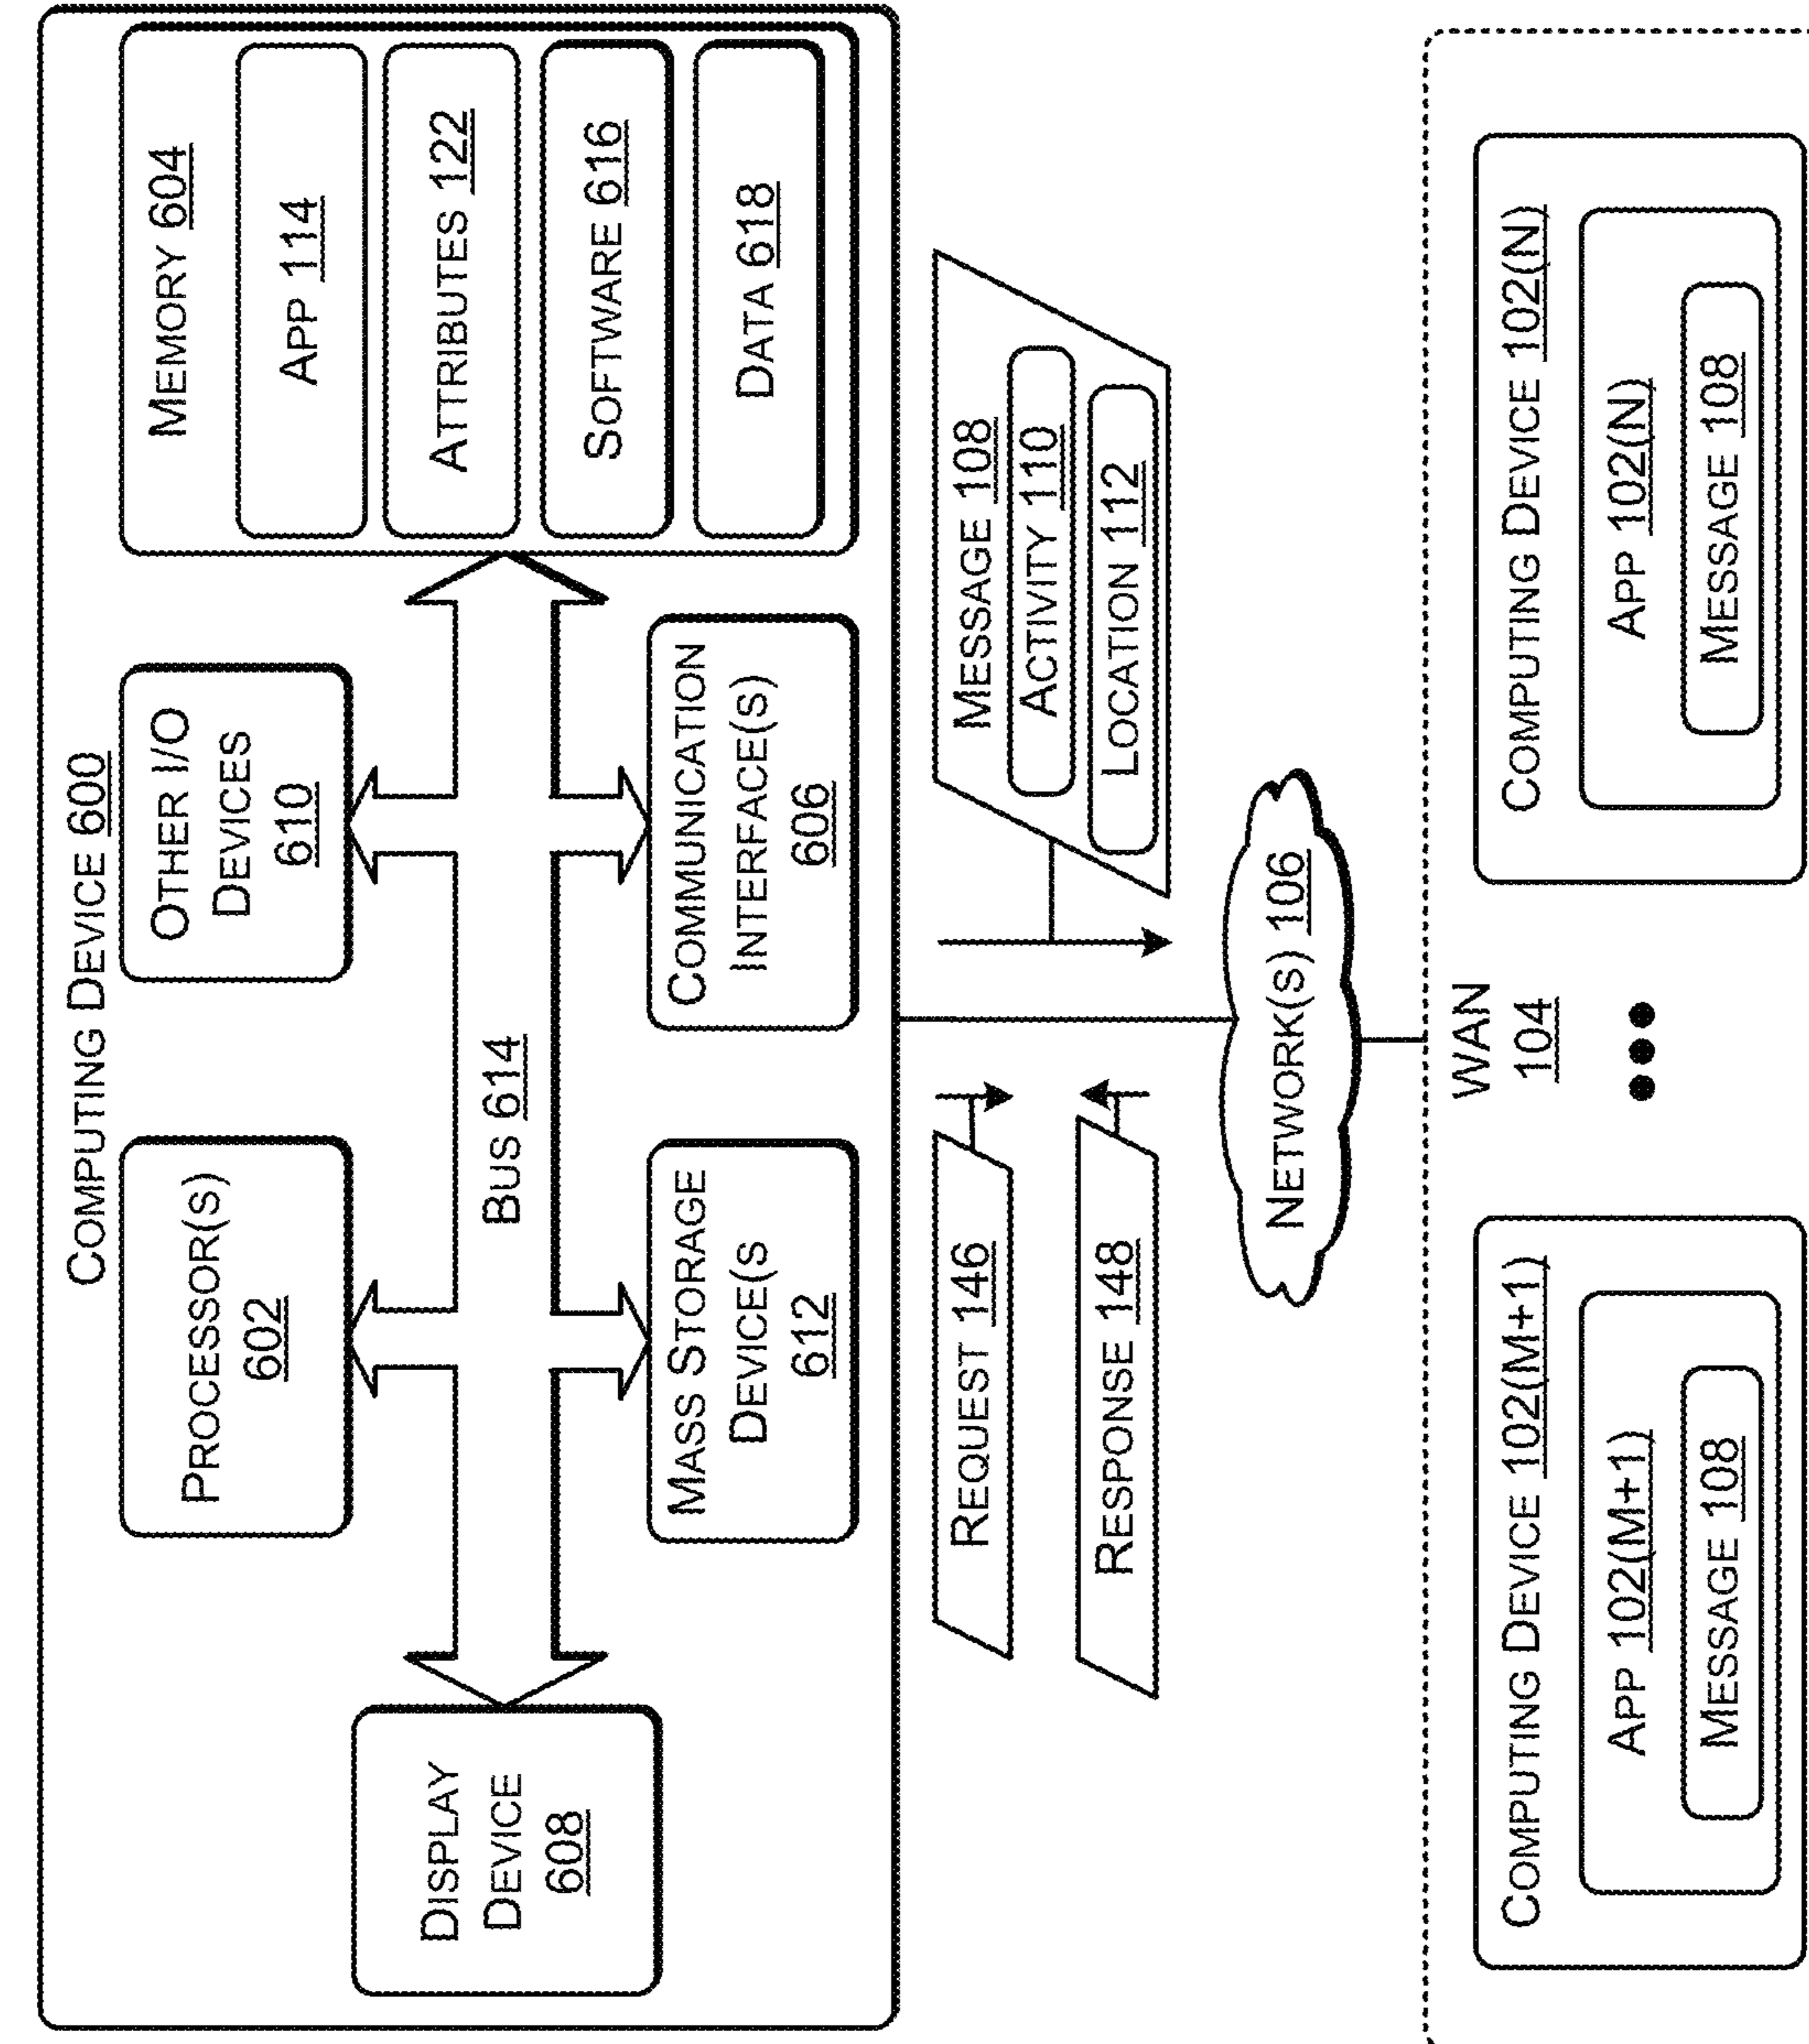 COMPUTING DEVICE 600
PROCESSOR(S)
602
OTHER I/O
DEVICES
610
MEMORY 604
APP 114
ATTRIBUTES 122
SOFTWARE 616
DATA 618
DISPLAY
DEVICE
608
BUS 614
MASS STORAGE
DEVICE(S
612
COMMUNICATION
INTERFACE(S)
606
REQUEST 146
RESPONSE 148
MESSAGE 108
ACTIVITY 110
LOCATION 112
NETWORK(S) 106
WAN
104
COMPUTING DEVICE 102(M+1)
APP 102(M+1)
MESSAGE 108
COMPUTING DEVICE 102(N)
APP 102(N)
MESSAGE 108